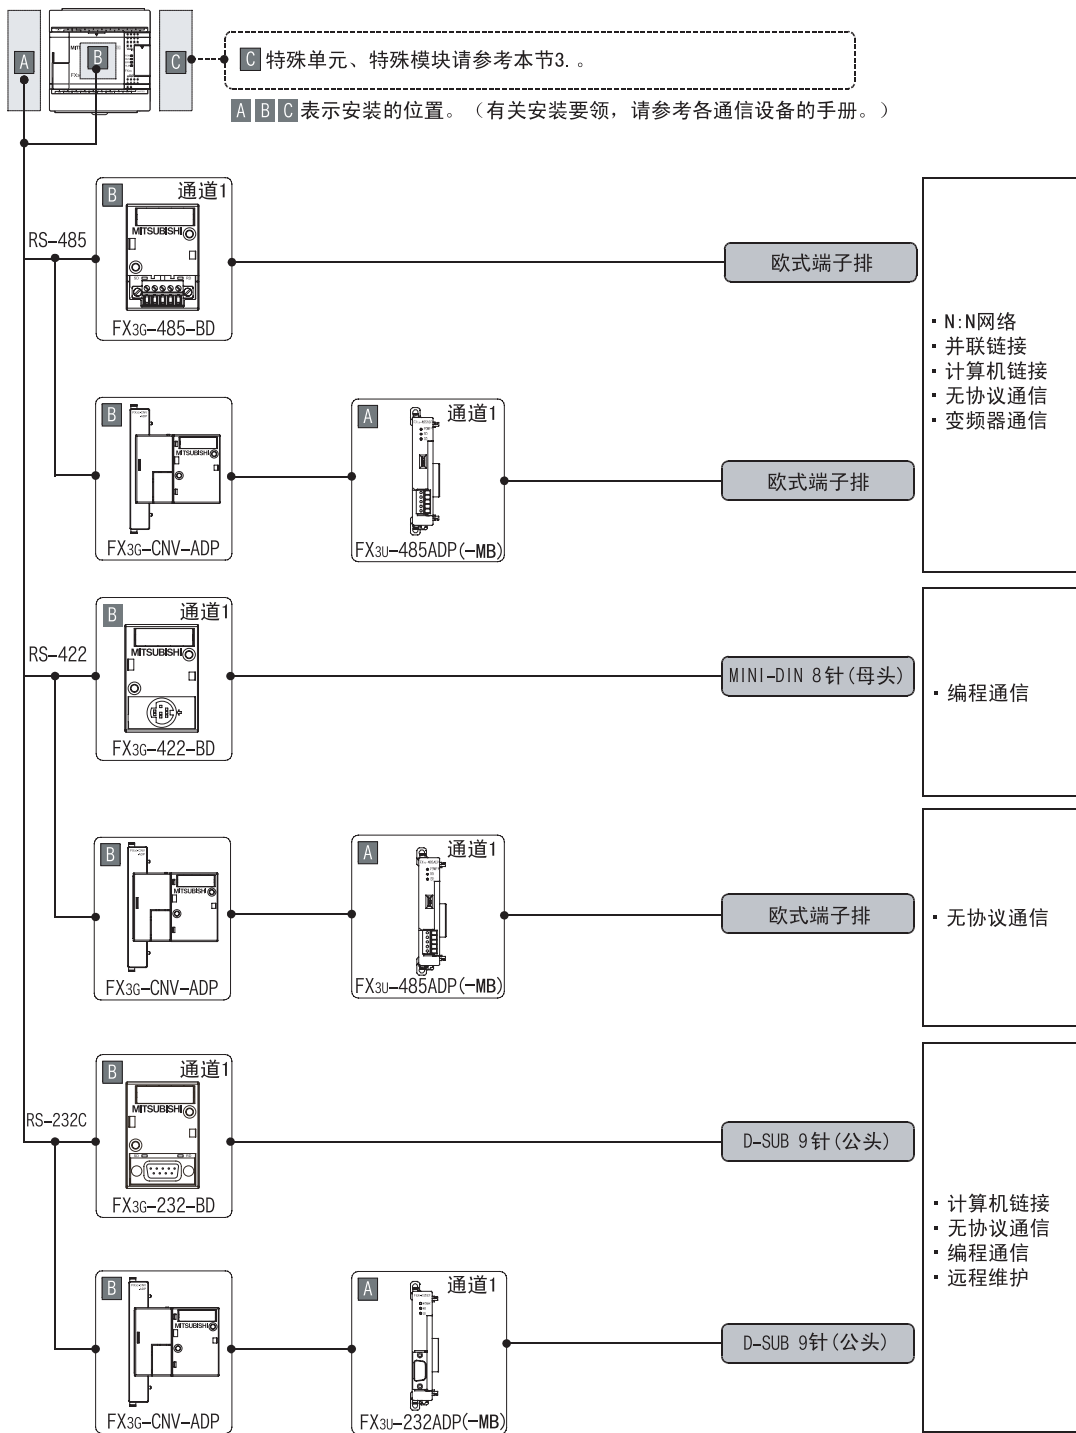 A
B
C
C 特殊单元、特殊模块请参考本节3.。
A B C 表示安装的位置。（有关安装要领，请参考各通信设备的手册。）
RS-485
B 通道1
MITSUBISHI
FX3G-485-BD
欧式端子排
B
MITSUBISHI
FX3G-CNV-ADP
A 通道1
FX3U-485ADP(-MB)
欧式端子排
・N:N网络
・并联链接
・计算机链接
・无协议通信
・变频器通信
RS-422
B 通道1
MITSUBISHI
FX3G-422-BD
MINI-DIN 8针(母头)
・编程通信
B
MITSUBISHI
FX3G-CNV-ADP
A 通道1
FX3U-485ADP(-MB)
欧式端子排
・无协议通信
RS-232C
B 通道1
MITSUBISHI
FX3G-232-BD
D-SUB 9针(公头)
B
MITSUBISHI
FX3G-CNV-ADP
A 通道1
FX3U-232ADP(-MB)
D-SUB 9针(公头)
・计算机链接
・无协议通信
・编程通信
・远程维护